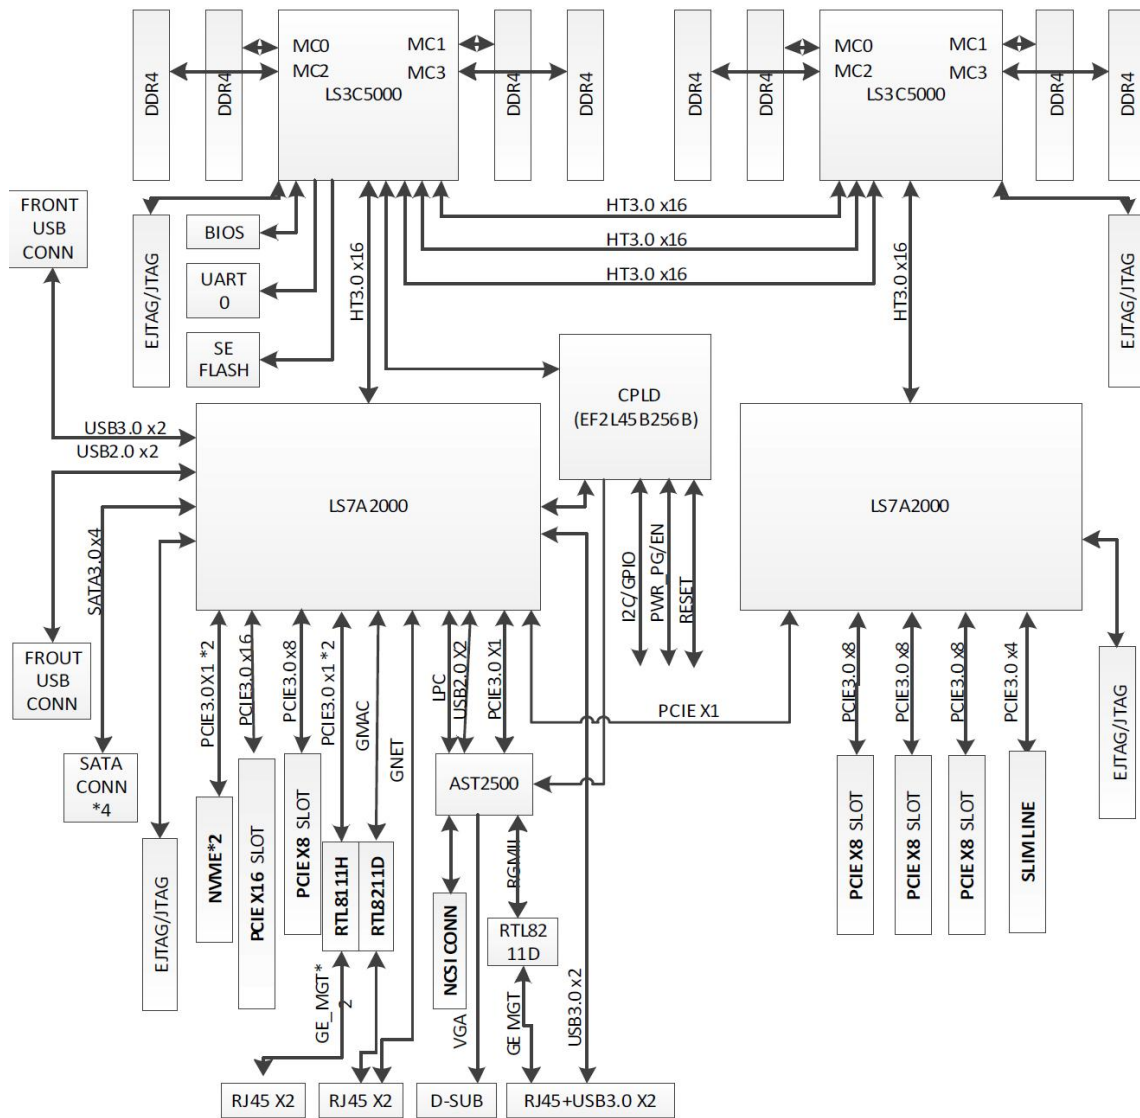 DDR4
DDR4
MC0
MC1
MC2
MC3
LS3C5000
DDR4
DDR4
DDR4
DDR4
MC0
MC1
MC2
MC3
LS3C5000
DDR4
DDR4
FRONT
USB
CONN
EJTAG/JTAG
BIOS
UART
0
SE
FLASH
HT3.0 x16
HT3.0 x16
HT3.0 x16
HT3.0 x16
HT3.0 x16
EJTAG/JTAG
CPLD
(EF2L45B256B)
USB3.0 x2
USB2.0 x2
LS7A2000
LS7A2000
SATA3.0 x4
I2C/GPIO
PWR_PG/EN
RESET
FROUT
USB
CONN
PCIE3.0 X1 *2
PCIE3.0 x16
PCIE3.0 x8
PCIE3.0 x1 *2
GMAC
GNET
LPC
USB2.0 X2
PCIE3.0 X1
PCIE X1
PCIE3.0 x8
PCIE3.0 x8
PCIE3.0 x8
PCIE3.0 x4
EJTAG/JTAG
SATA
CONN
*4
AST2500
EJTAG/JTAG
NVME*2
PCIE X16 SLOT
PCIE X8 SLOT
RTL8111H
RTL8211D
NCSI CONN
RGMII
RTL82
11D
PCIE X8 SLOT
PCIE X8 SLOT
PCIE X8 SLOT
SLIMLINE
GE_MGT*
2
VGA
GE MGT
USB3.0 x2
RJ45 X2
RJ45 X2
D-SUB
RJ45+USB3.0 X2